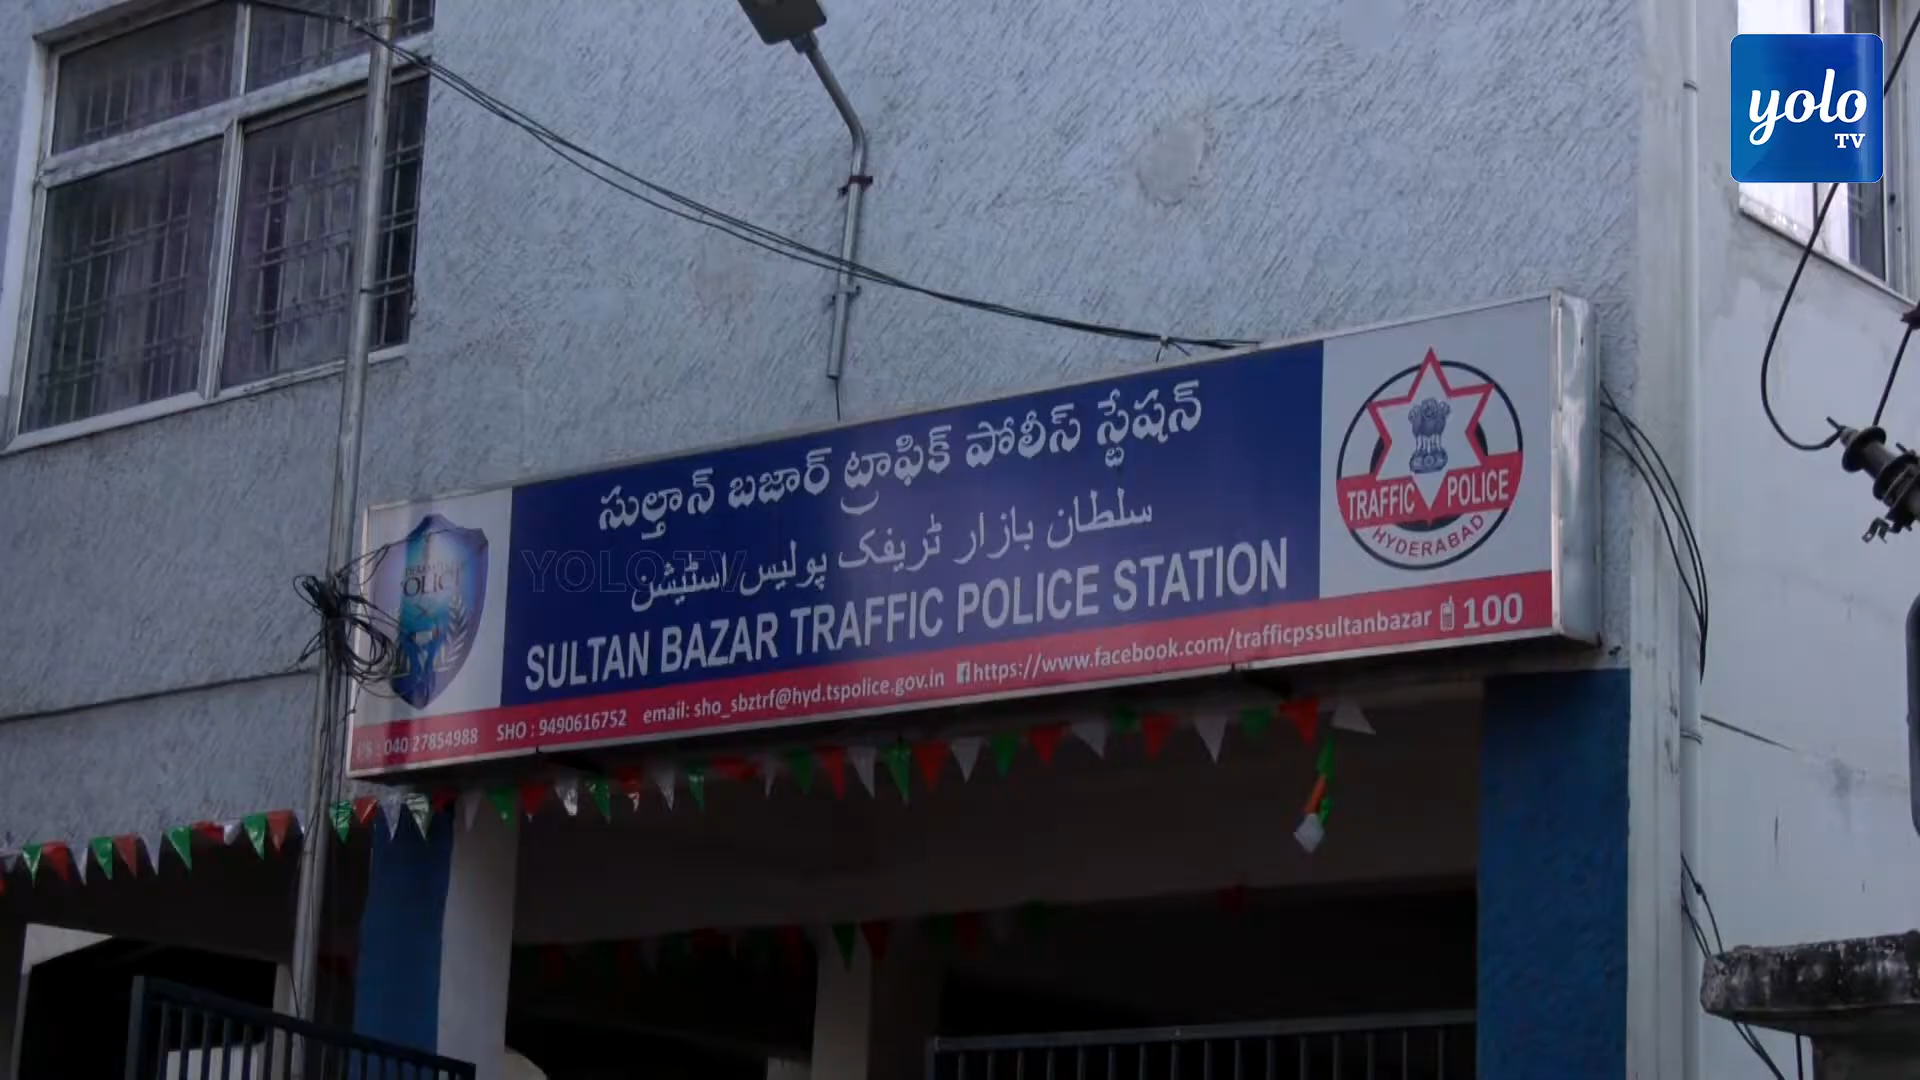 yolo
TV
సుల్తాన్ బజార్ ట్రాఫిక్ పోలీస్ స్టేషన్
سلطان بازار ٹریفک پولیس اسٹیشن
YOLO TV
SULTAN BAZAR TRAFFIC POLICE STATION
TRAFFIC POLICE
HYDERABAD
PS : 040 27854988 SHO : 9490616752 email: sho_sbztrf@hyd.tspolice.gov.in https://www.facebook.com/trafficpssultanbazar 100